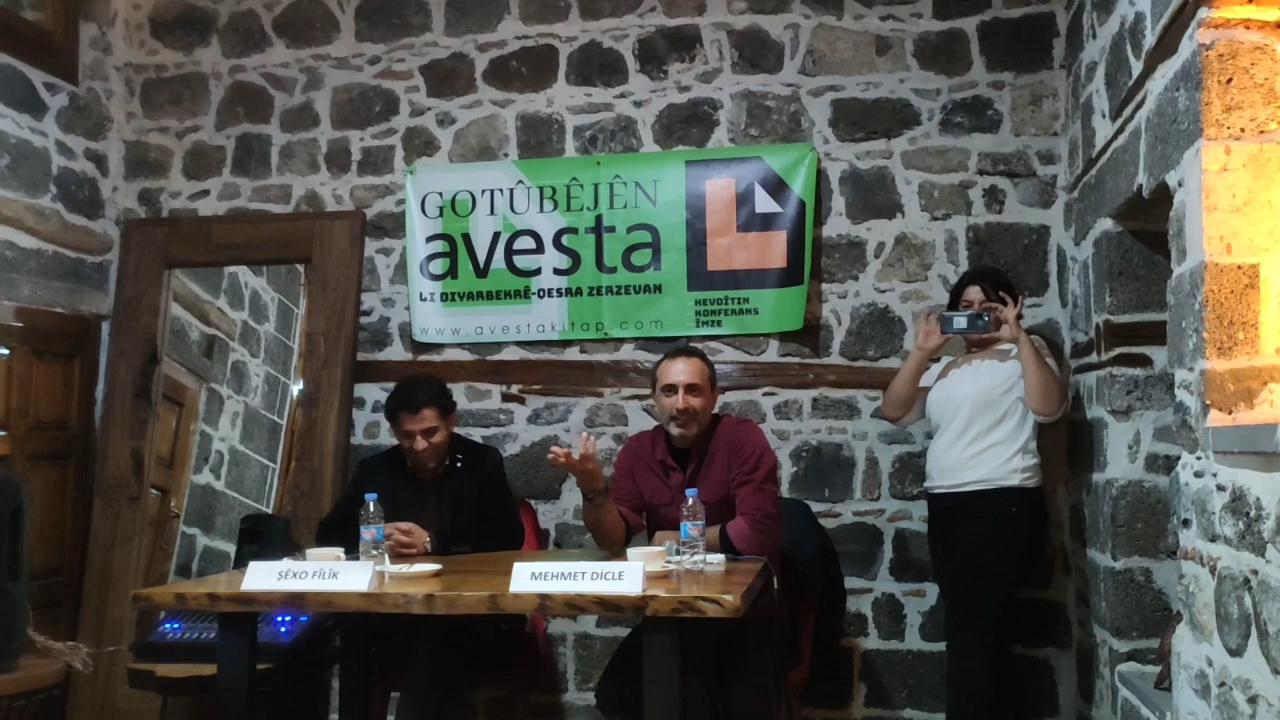 GOTÛBÊJÊN
avesta
LI DIYARBEKRÊ-QESRA ZERZEVAN
www.avestakitap.com
HEVDÎTIN
KONFERANS
ÎMZE
ŞÊXO FÎLÎK
MEHMET DİCLE